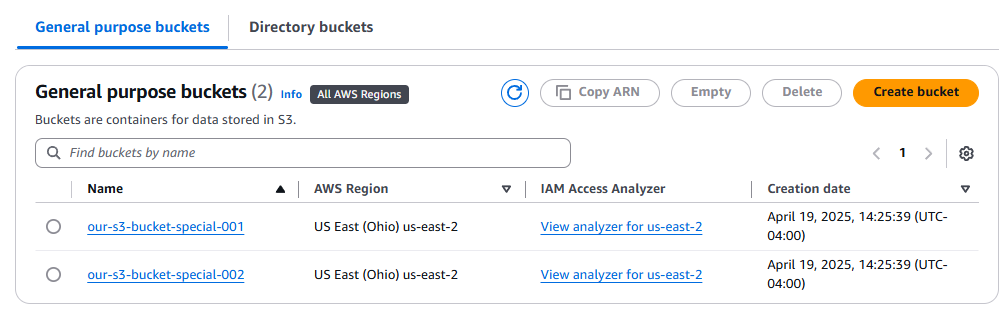 General purpose buckets Directory buckets
General purpose buckets (2) Info All AWS Regions Copy ARN Empty Delete Create bucket
Buckets are containers for data stored in S3.
Find buckets by name 1
Name AWS Region IAM Access Analyzer Creation date
our-s3-bucket-special-001 US East (Ohio) us-east-2 View analyzer for us-east-2 April 19, 2025, 14:25:39 (UTC-
04:00)
our-s3-bucket-special-002 US East (Ohio) us-east-2 View analyzer for us-east-2 April 19, 2025, 14:25:39 (UTC-
04:00)